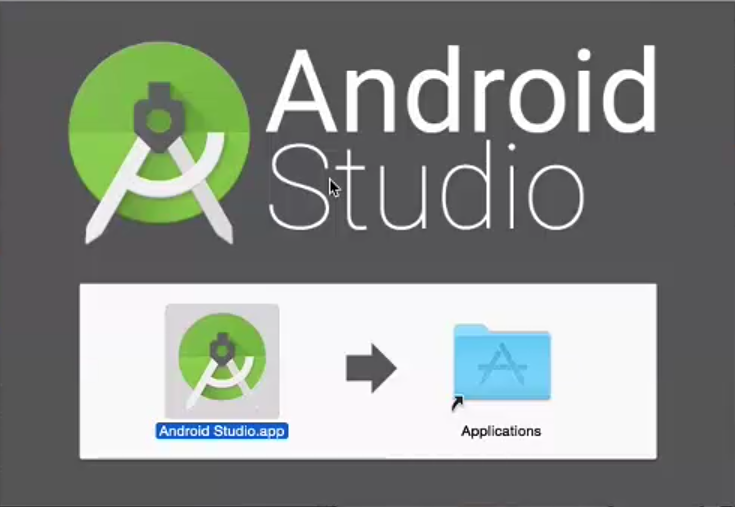 Android
Studio
Android Studio.app
Applications